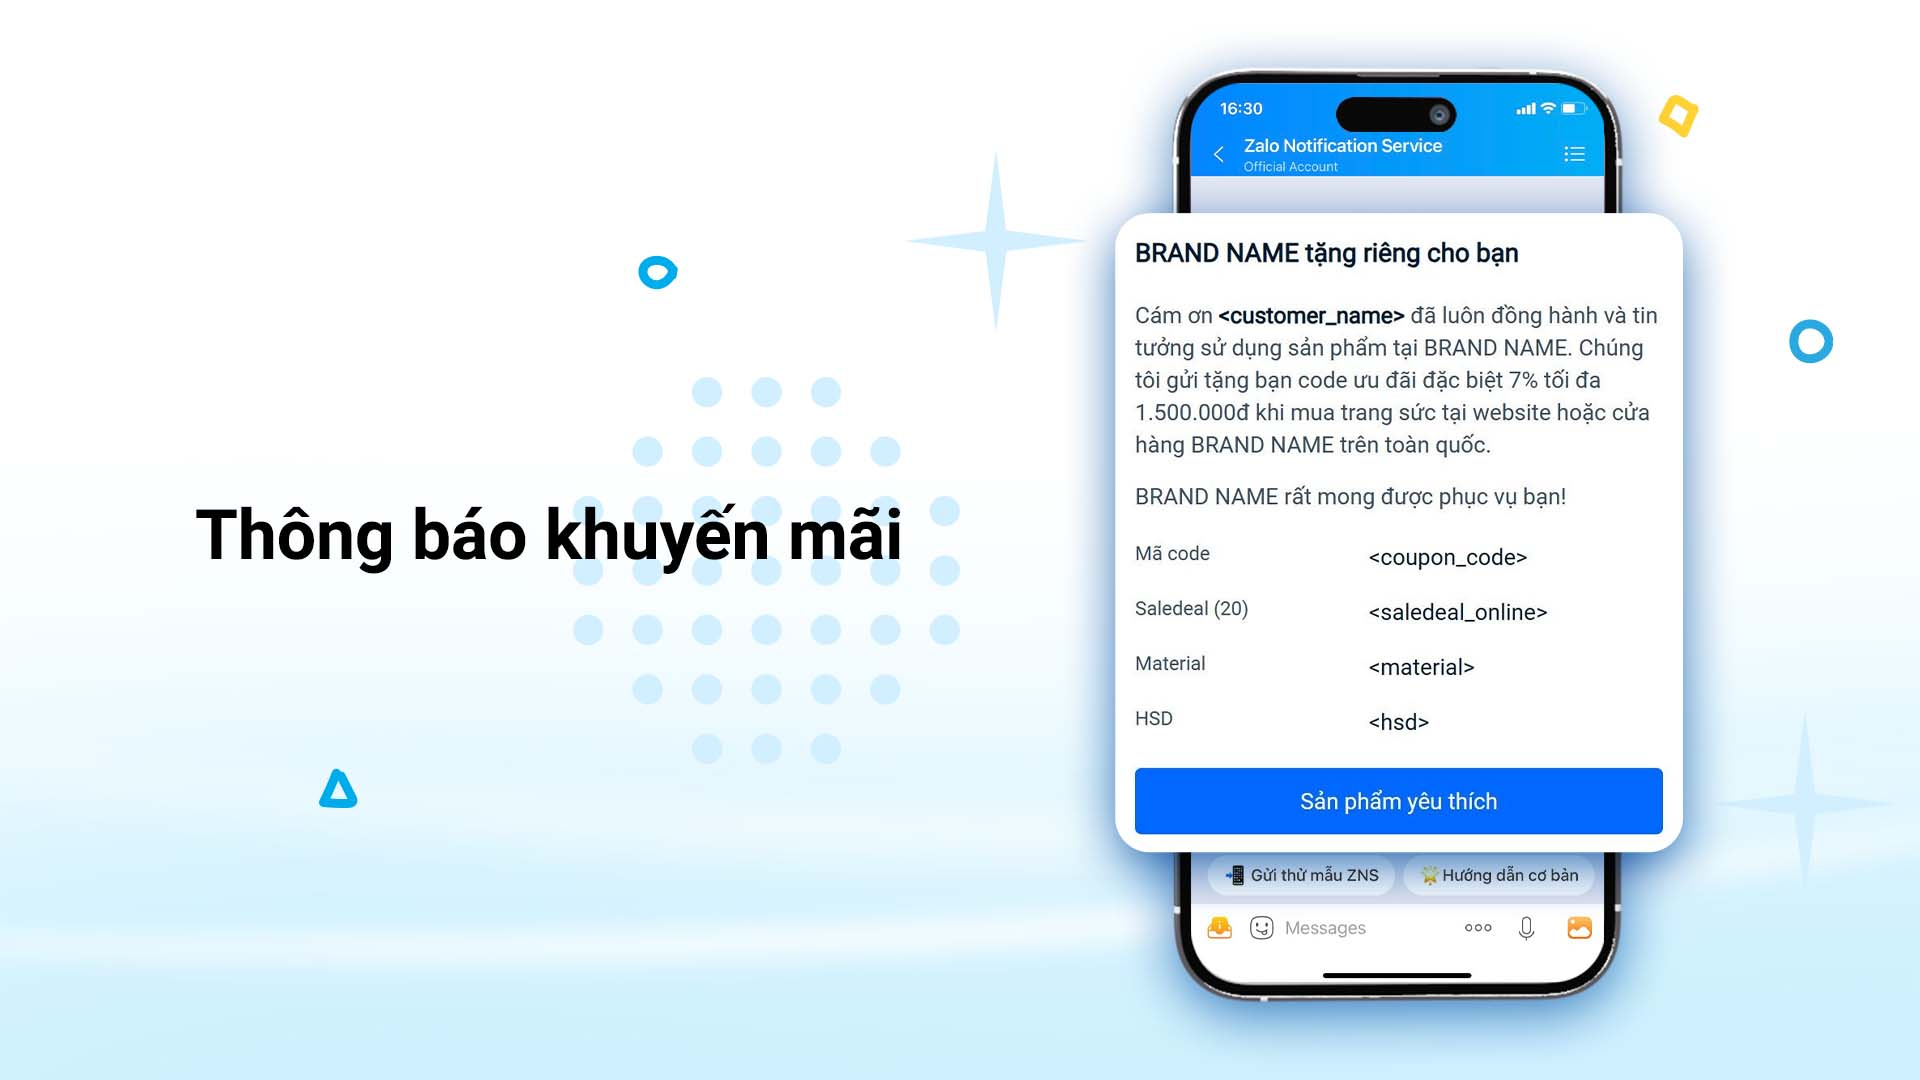 Thông báo khuyến mãi
16:30
Zalo Notification Service
Official Account
BRAND NAME tặng riêng cho bạn
Cám ơn <customer_name> đã luôn đồng hành và tin
tưởng sử dụng sản phẩm tại BRAND NAME. Chúng
tôi gửi tặng bạn code ưu đãi đặc biệt 7% tối đa
1.500.000đ khi mua trang sức tại website hoặc cửa
hàng BRAND NAME trên toàn quốc.
BRAND NAME rất mong được phục vụ bạn!
Mã code <coupon_code>
Saledeal (20) <saledeal_online>
Material <material>
HSD <hsd>
Sản phẩm yêu thích
Gửi thử mẫu ZNS Hướng dẫn cơ bản
Messages